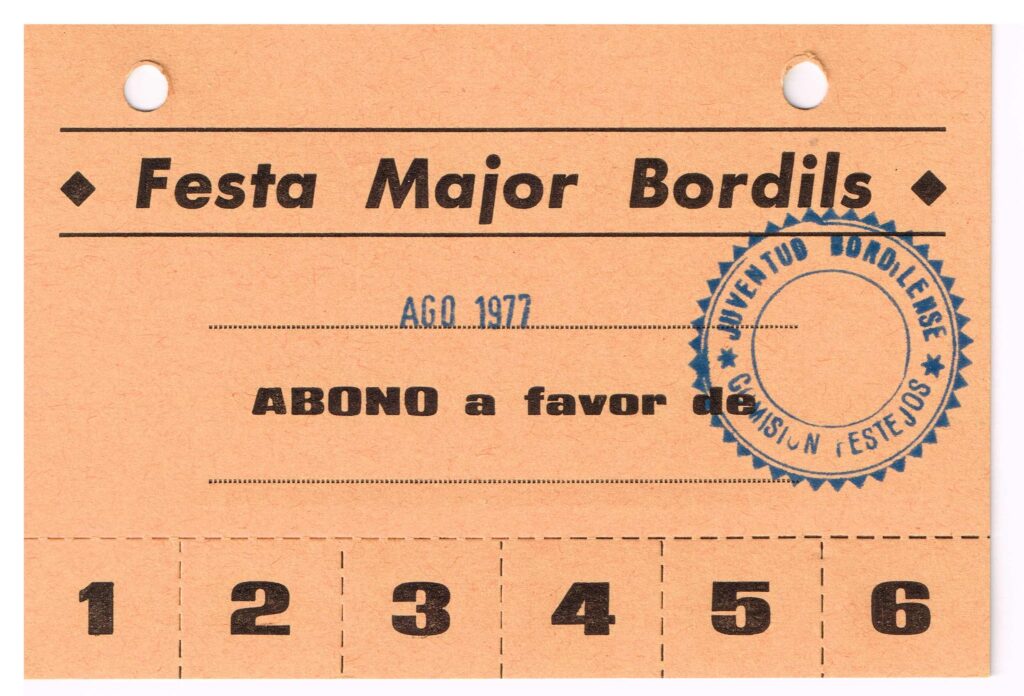 ◆ Festa Major Bordils ◆
AGO 1977
JUVENTUD BORDILENSE
★ COMISION FESTEJOS ★
ABONO a favor de
1 2 3 4 5 6